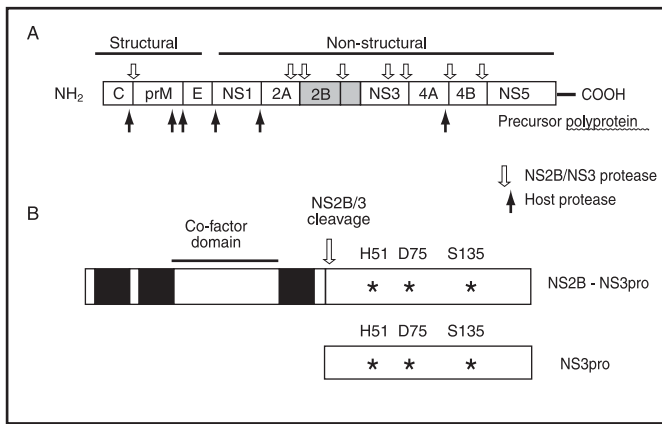 A
Structural
Non-structural
NH2
C prM E NS1 2A 2B NS3 4A 4B NS5
COOH
Precursor polyprotein
NS2B/NS3 protease
Host protease
B
NS2B/3
cleavage
Co-factor
domain
H51 D75 S135
* * *
NS2B - NS3pro
H51 D75 S135
* * *
NS3pro